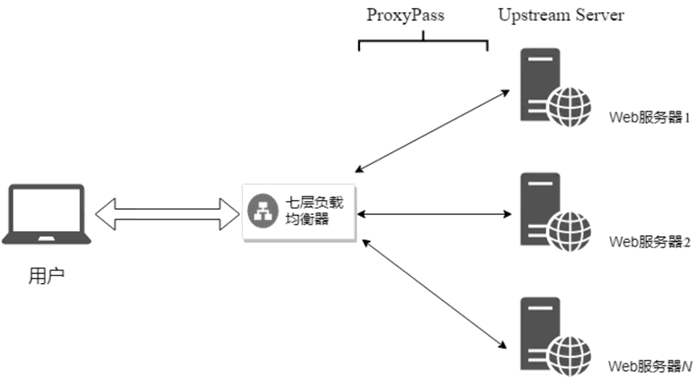 ProxyPass
Upstream Server
Web服务器1
七层负载
均衡器
用户
Web服务器2
Web服务器N